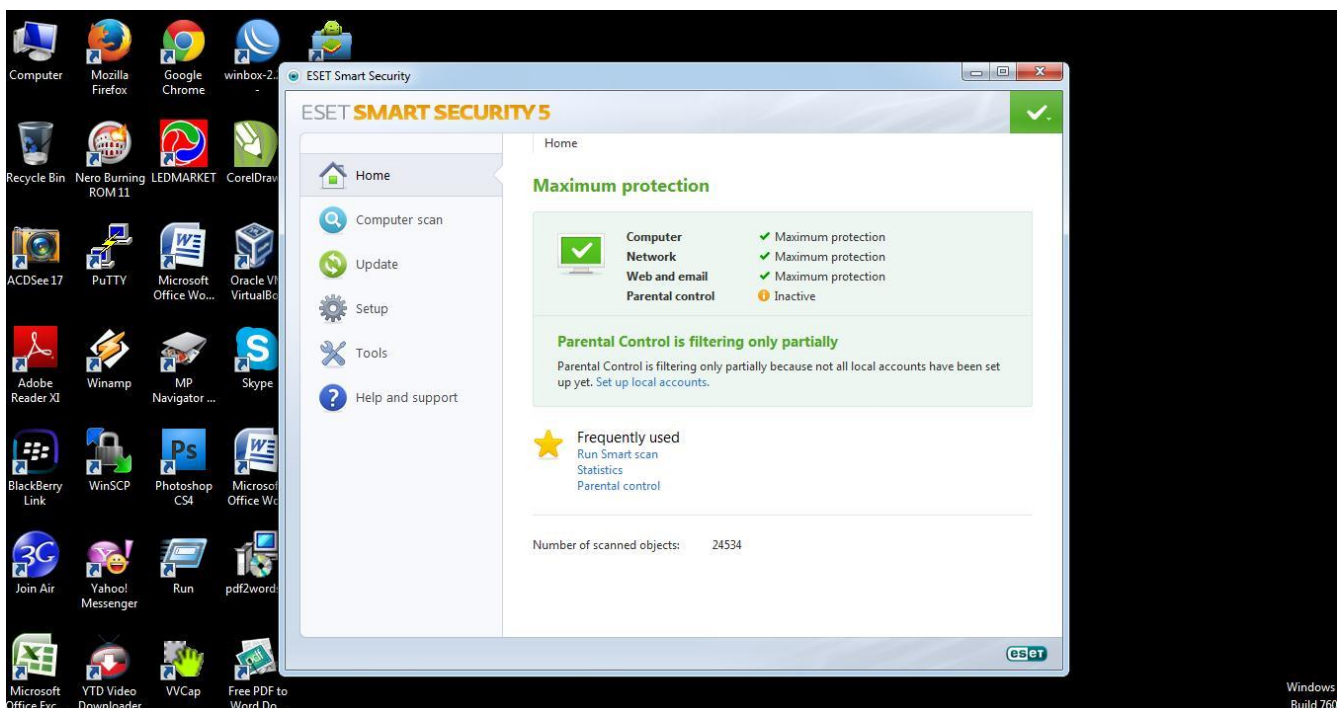 Computer
Mozilla
Firefox
Google
Chrome
winbox-2.
-
Recycle Bin
Nero Burning
ROM 11
LEDMARKET
CorelDraw
ACDSee 17
PuTTY
Microsoft
Office Wo...
Oracle VM
VirtualBo
Adobe
Reader XI
Winamp
MP
Navigator ...
Skype
BlackBerry
Link
WinSCP
Photoshop
CS4
Microsof
Office Wo
Join Air
Yahoo!
Messenger
Run
pdf2word
Microsoft
Office Exc...
YTD Video
Downloader
VVCap
Free PDF to
Word Do...
ESET Smart Security
ESET SMART SECURITY 5
Home
Computer scan
Update
Setup
Tools
Help and support
Home
Maximum protection
Computer Maximum protection
Network Maximum protection
Web and email Maximum protection
Parental control Inactive
Parental Control is filtering only partially
Parental Control is filtering only partially because not all local accounts have been set
up yet. Set up local accounts.
Frequently used
Run Smart scan
Statistics
Parental control
Number of scanned objects: 24534
eset
Windows
Build 760